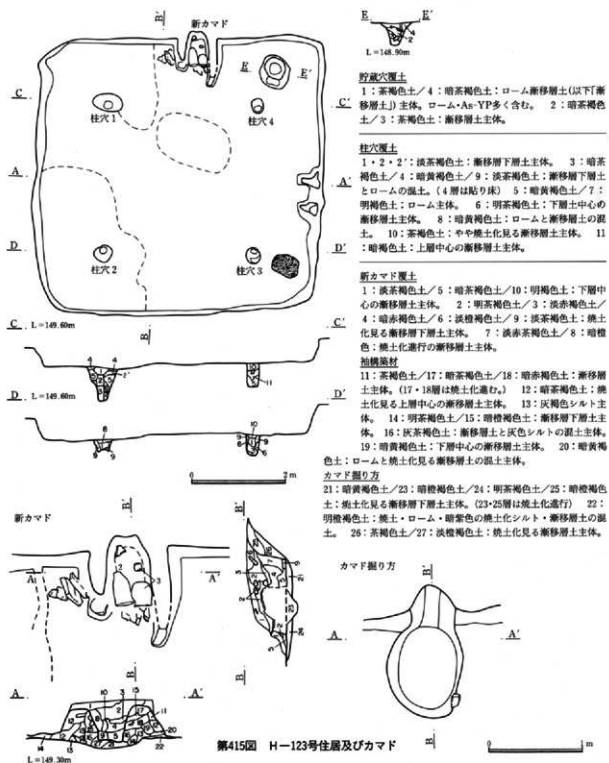 B′
新カマド
E
E′
C
C′
柱穴1
柱穴4
A
A′
D
D′
柱穴2
柱穴3
C
L=149.60m
B
C′
4
4
2′
11
D
L=149.60m
D′
8
9
9
10
9
9
6
0
2m
E
E′
2
4
L=148.90m
貯蔵穴覆土
1：茶褐色土／4：暗茶褐色土：ローム漸移層土(以下「漸
移層土」)主体。ローム・As-YP多く含む。 2：暗茶褐色
土／3：茶褐色土：漸移層土主体。
柱穴覆土
1・2・2′：淡茶褐色土：漸移層下層土主体。 3：暗茶
褐色土／4：暗黄褐色土／9：淡茶褐色土：漸移層下層土
とロームの混土。(4層は貼り床) 5：暗黄褐色土／7：
明褐色土：ローム主体。 6：明茶褐色土：下層土中心の
漸移層土主体。 8：暗黄褐色土：ロームと漸移層土の混
土。 10：茶褐色土：やや焼土化見る漸移層土主体。 11
：暗褐色土：上層中心の漸移層土主体。
新カマド覆土
1：淡茶褐色土／5：暗茶褐色土／10：明褐色土：下層中
心の漸移層土主体。 2：明茶褐色土／3：淡赤褐色土／
4：暗赤褐色土／6：淡橙褐色土／9：淡茶褐色土：焼土
化見る漸移層下層土主体。 7：淡赤茶褐色土／8：暗橙
色：焼土化進行の漸移層土主体。
袖構築材
11：茶褐色土／17：暗茶褐色土／18：暗赤褐色土：漸移層
土主体。(17・18層は焼土化進む。) 12：暗茶褐色土：焼
土化見る上層中心の漸移層土主体。 13：灰褐色シルト主
体。 14：明茶褐色土／15：暗橙褐色土：漸移層下層土主
体。 16：灰茶褐色土：漸移層土と灰色シルトの混土主体。
19：暗黄褐色土：下層中心の漸移層土主体。 20：暗黄褐
色土：ロームと焼土化見る漸移層土の混土主体。
カマド掘り方
21：暗黄褐色土／23：暗橙褐色土／24：明茶褐色土／25：暗橙褐色
土：焼土化見る漸移層下層土主体。(23・25層は焼土化進行) 22：
明橙褐色土：焼土・ローム・暗紫色の焼土化シルト・漸移層土の混
土。 26：茶褐色土／27：淡橙褐色土：焼土化見る漸移層土主体。
新カマド
B′
A
A′
2
3
B
B′
B
A
10
3
15
A′
11
20
22
14
13
L=149.30m
カマド掘り方
B′
A
A′
B
0
1m
第415図 H－123号住居及びカマド